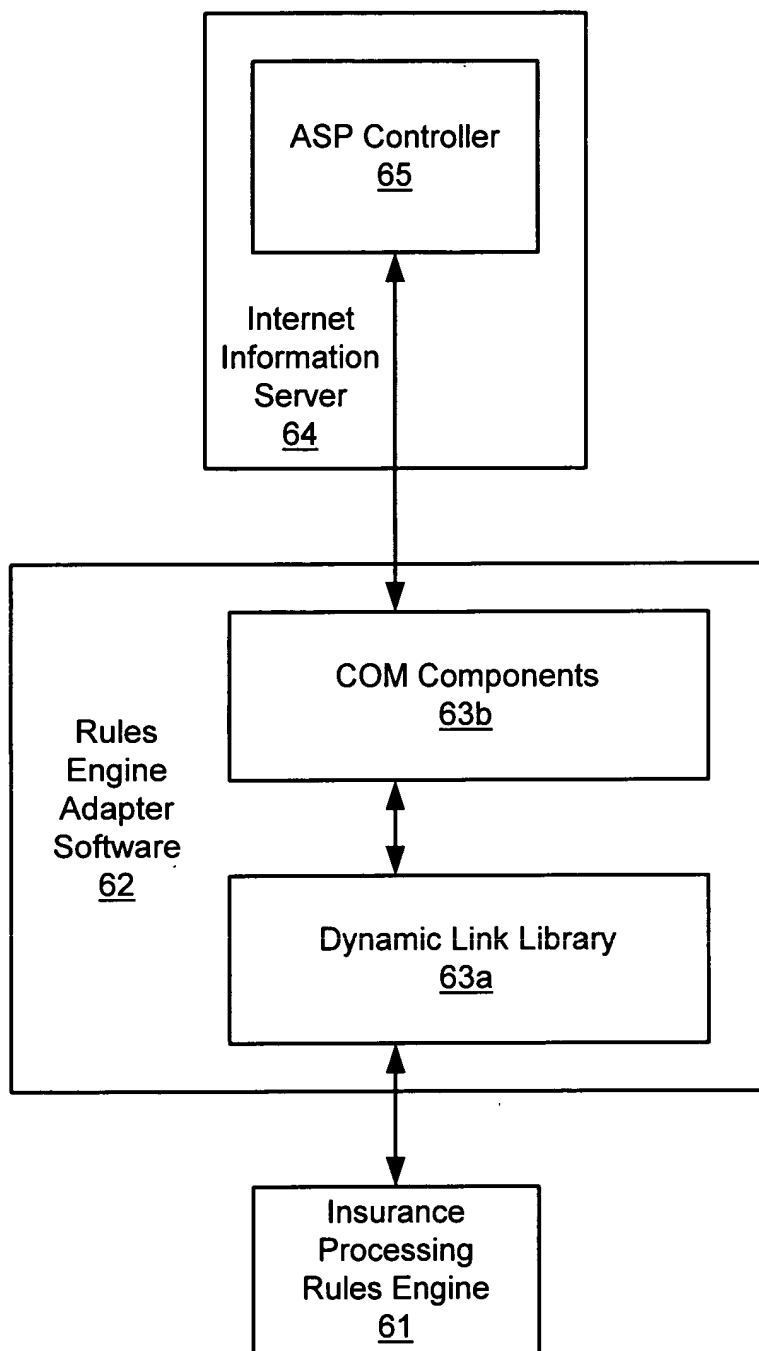 ASP Controller
65
Internet
Information
Server
64
COM Components
63b
Rules
Engine
Adapter
Software
62
Dynamic Link Library
63a
Insurance
Processing
Rules Engine
61